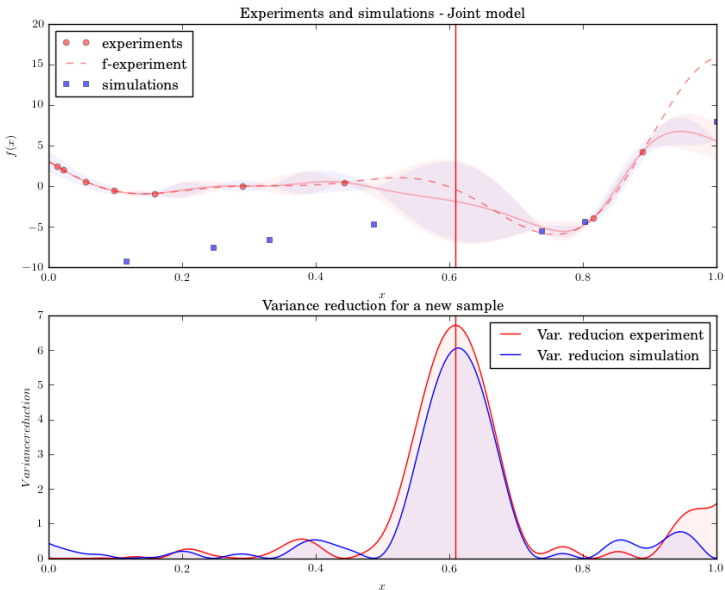 Experiments and simulations - Joint model
20
15
10
5
0
−5
−10
f(x)
experiments
f-experiment
simulations
0.0 0.2 0.4 0.6 0.8 1.0
x
Variance reduction for a new sample
7
6
5
4
3
2
1
0
Variancereduction
Var. reducion experiment
Var. reducion simulation
0.0 0.2 0.4 0.6 0.8 1.0
x